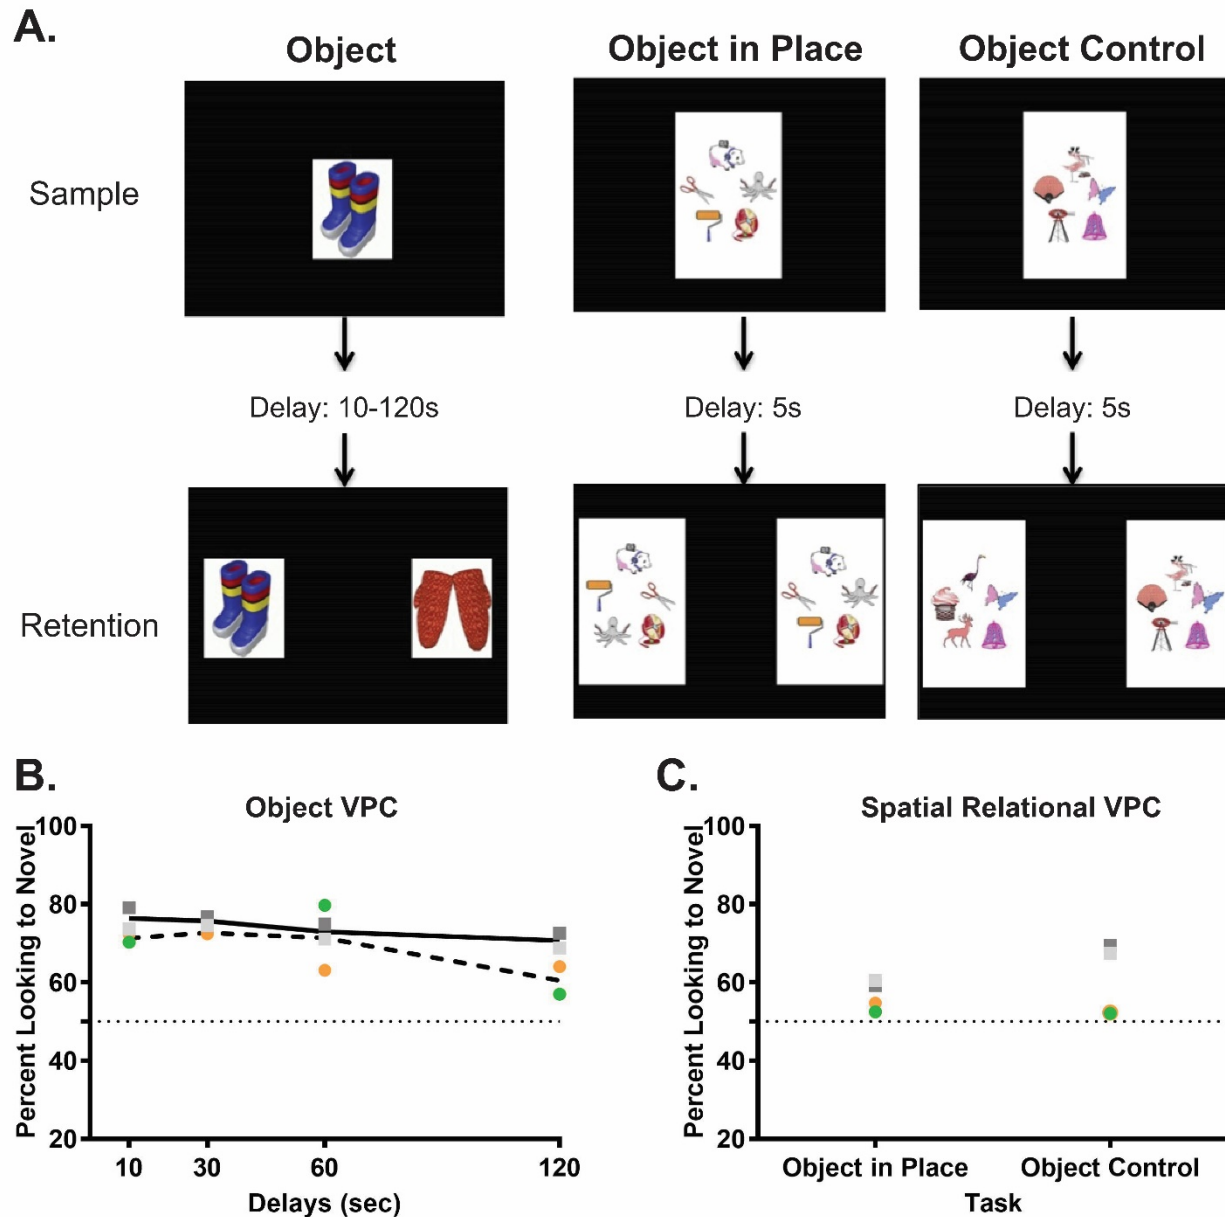 A.
Object
Object in Place
Object Control
Sample
Delay: 10-120s
Delay: 5s
Delay: 5s
Retention
B.
Object VPC
Percent Looking to Novel
100
80
60
40
20
10
30
60
120
Delays (sec)
C.
Spatial Relational VPC
Percent Looking to Novel
100
80
60
40
20
Object in Place
Object Control
Task